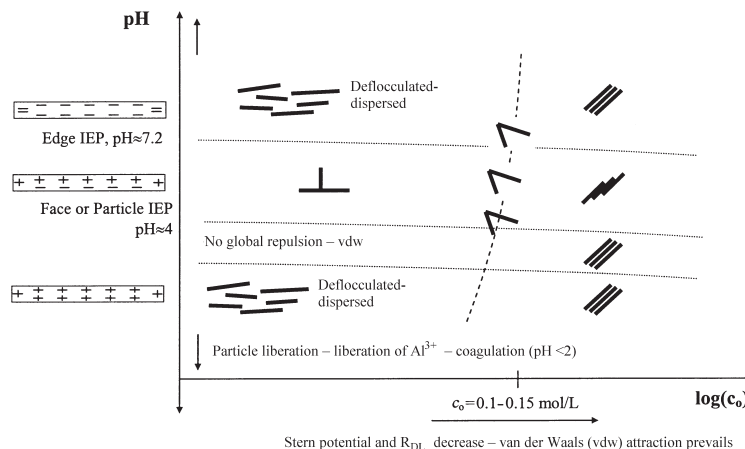 pH
Deflocculated-
dispersed
Edge IEP, pH≈7.2
Face or Particle IEP
pH≈4
No global repulsion – vdw
Deflocculated-
dispersed
Particle liberation – liberation of Al³⁺ – coagulation (pH <2)
cₒ=0.1–0.15 mol/L
log(cₒ)
Stern potential and R_DL decrease – van der Waals (vdw) attraction prevails